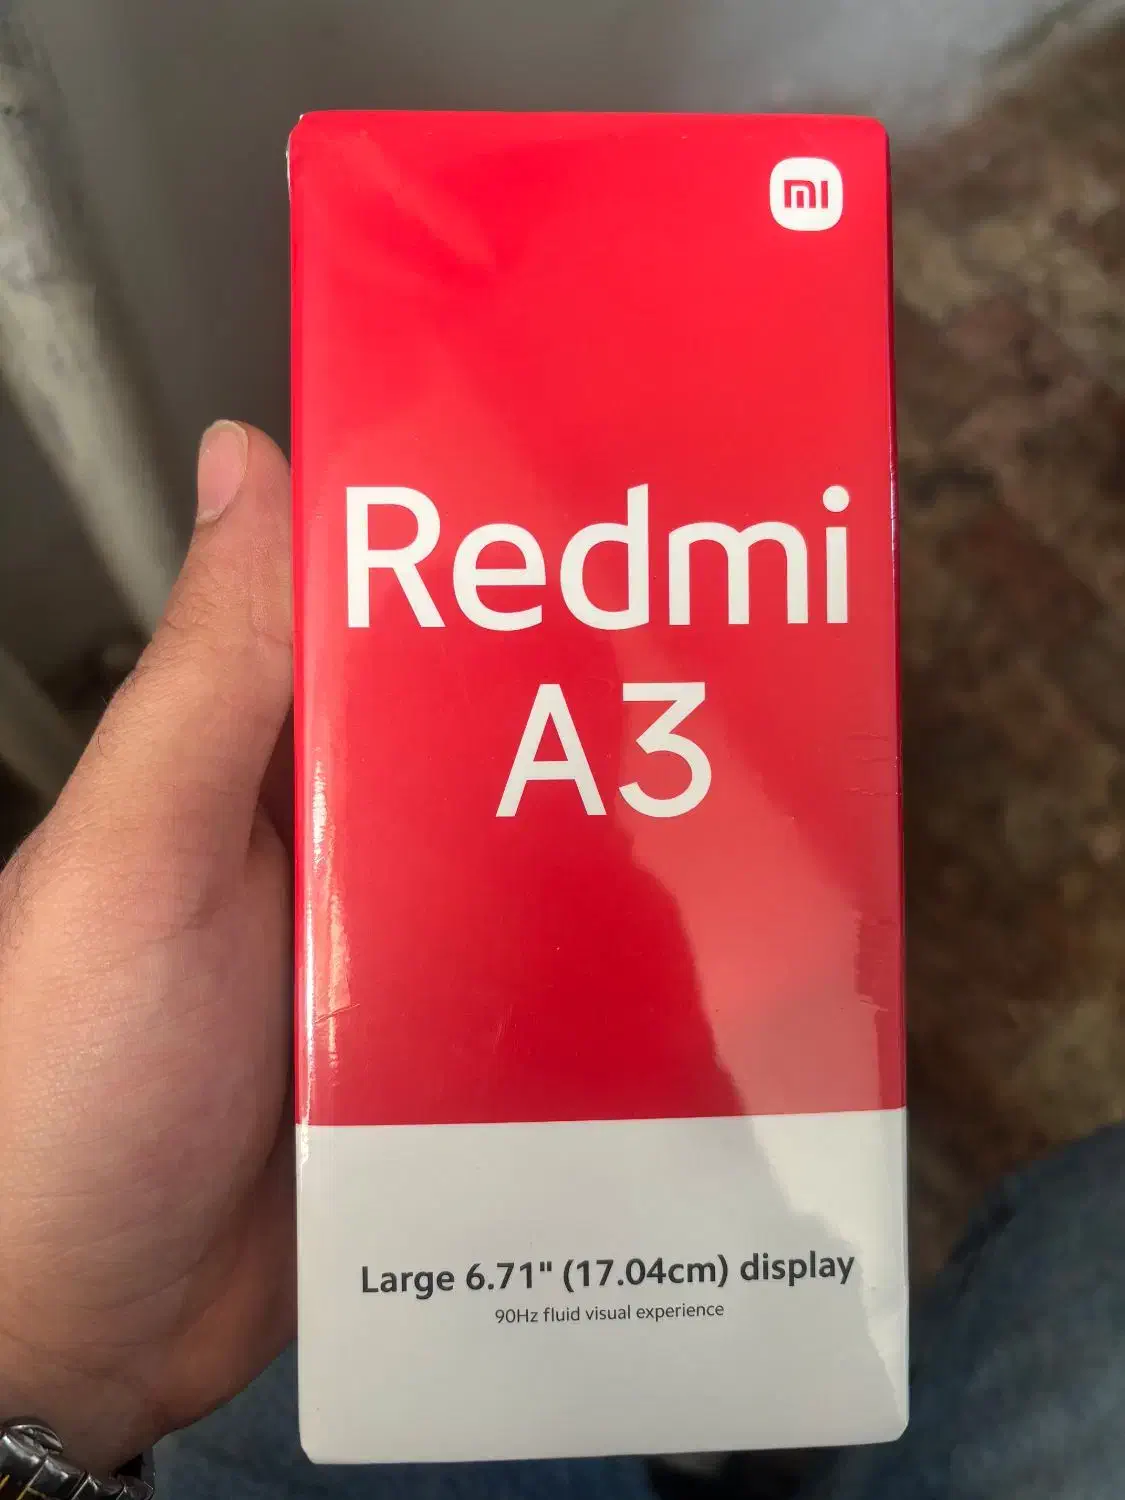 mi
Redmi
A3
Large 6.71" (17.04cm) display
90Hz fluid visual experience